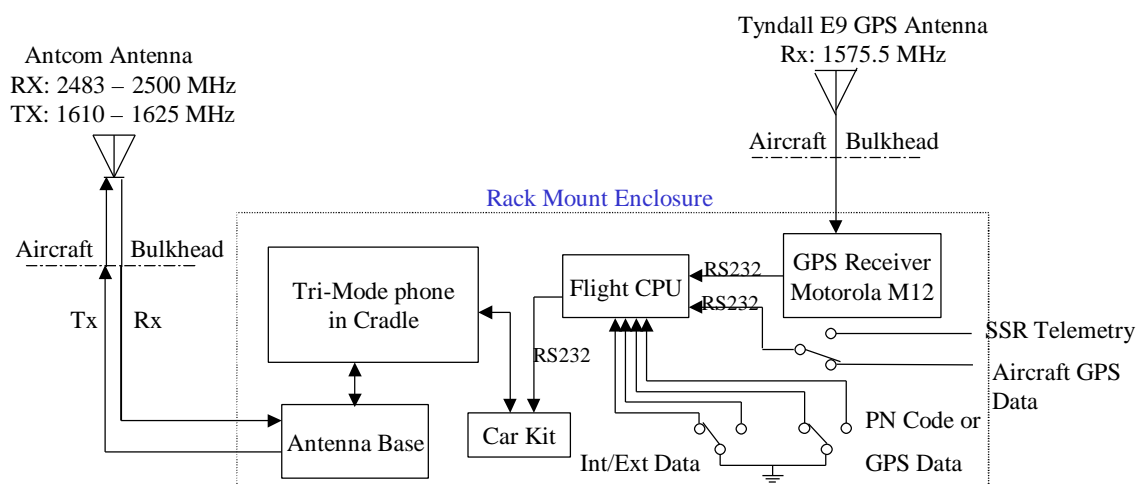 Tyndall E9 GPS Antenna
Rx: 1575.5 MHz
Antcom Antenna
RX: 2483 – 2500 MHz
TX: 1610 – 1625 MHz
Aircraft Bulkhead
Rack Mount Enclosure
Aircraft Bulkhead
Tx Rx
Tri-Mode phone
in Cradle
Antenna Base
RS232
Car Kit
Flight CPU
RS232
RS232
GPS Receiver
Motorola M12
SSR Telemetry
Aircraft GPS
Data
Int/Ext Data
PN Code or
GPS Data